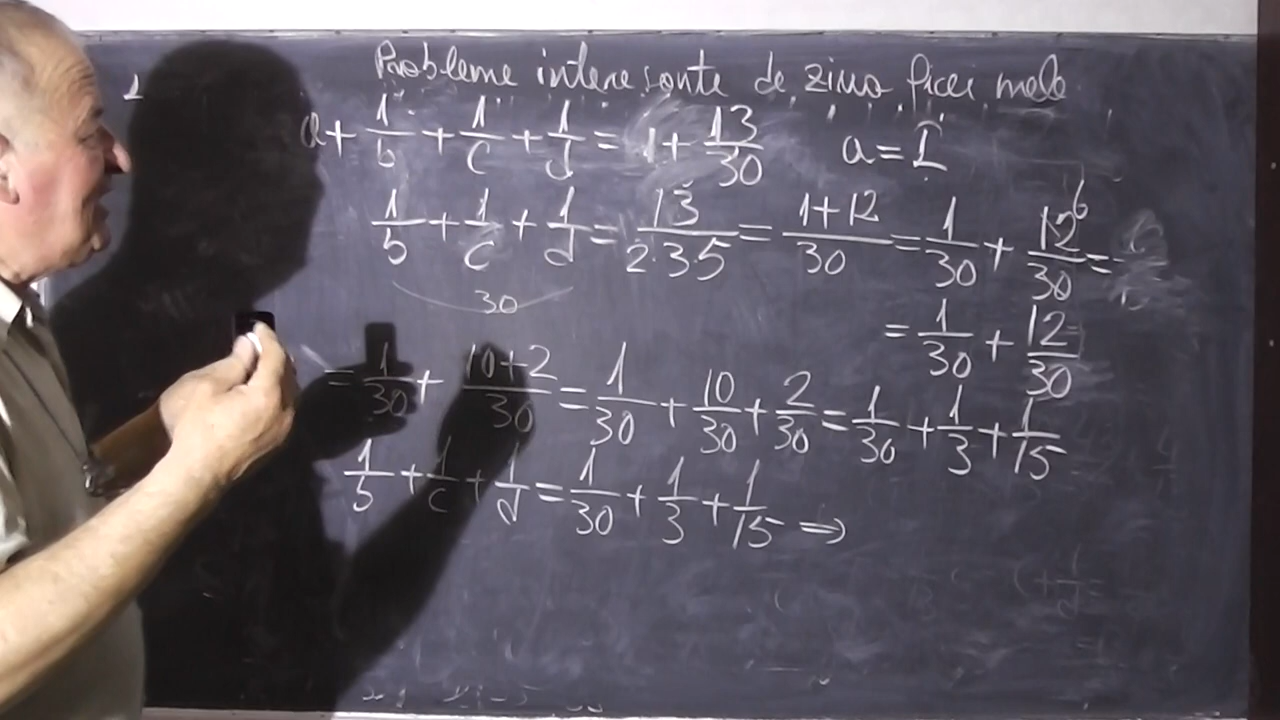 Probleme interesante de ziua ficei mele
1
a + 1/b + 1/c + 1/d = 1 + 13/30 a = 1
1/b + 1/c + 1/d = 13/2·3·5 = 1+12/30 = 1/30 + 12/30 =
6
30
= 1/30 + 12/30
= 1/30 + 10+2/30 = 1/30 + 10/30 + 2/30 = 1/30 + 1/3 + 1/15
1/b + 1/c + 1/d = 1/30 + 1/3 + 1/15 ⇒